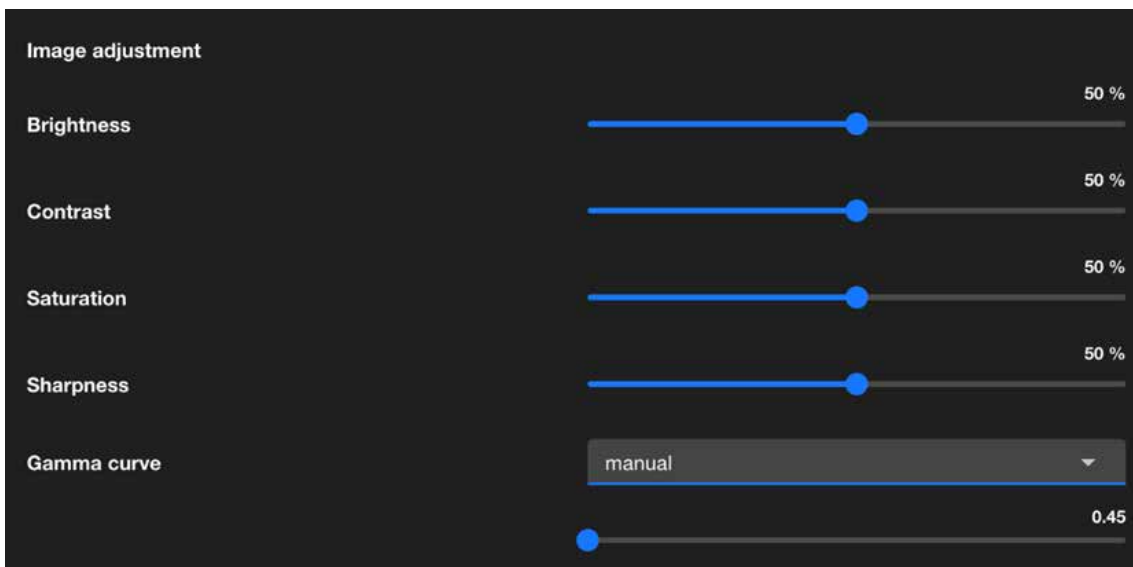 Image adjustment
50 %
Brightness
50 %
Contrast
50 %
Saturation
50 %
Sharpness
Gamma curve
manual
0.45